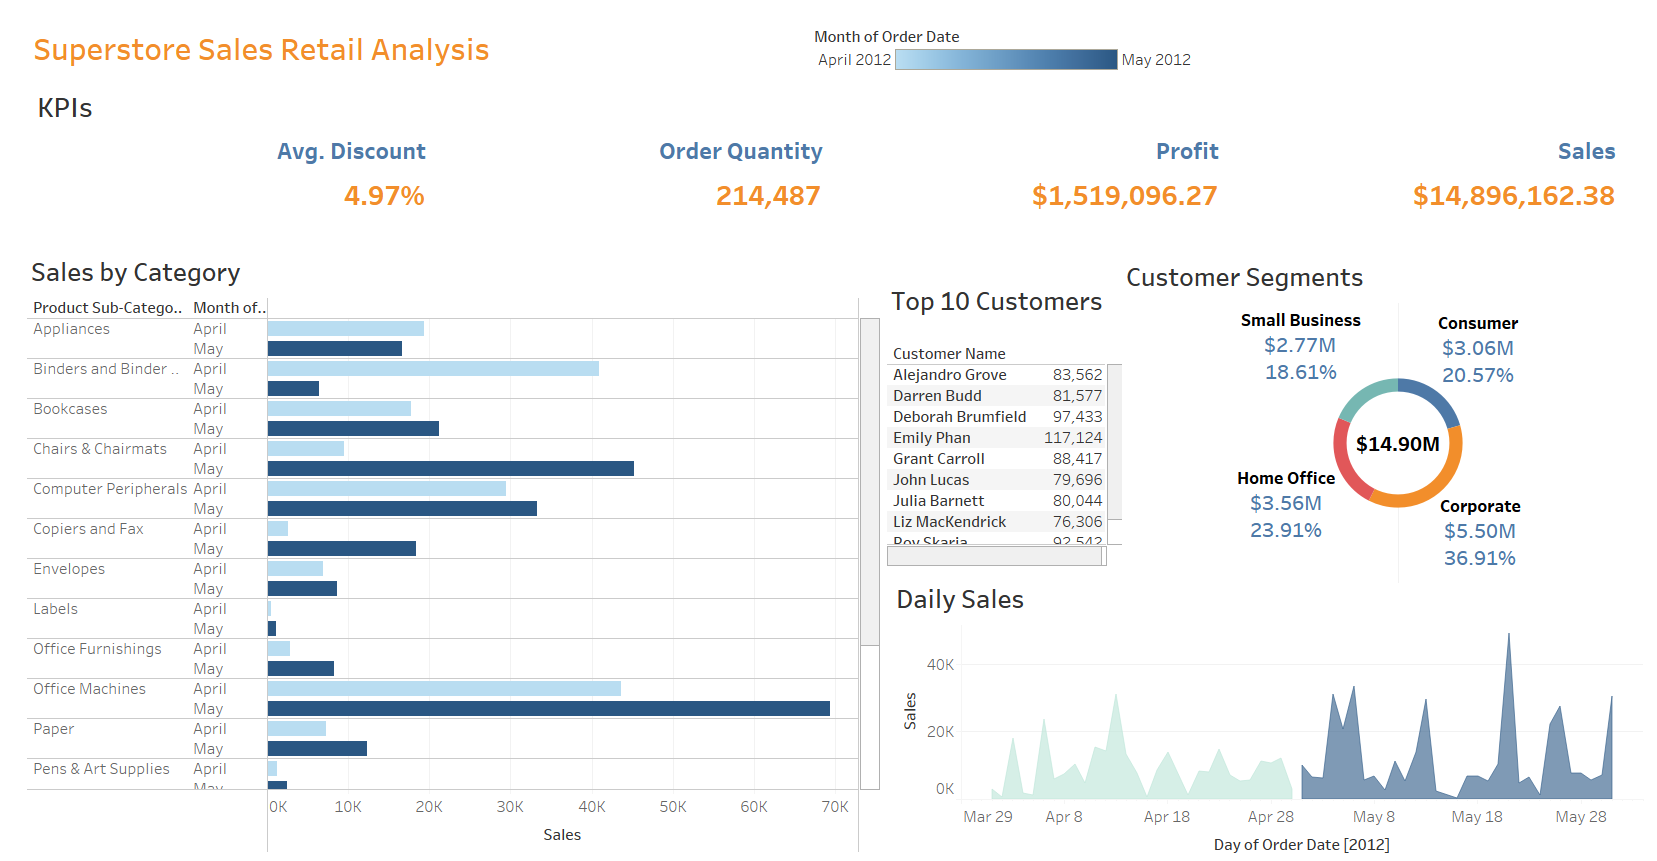 Superstore Sales Retail Analysis
Month of Order Date
April 2012 May 2012
KPIs
Avg. Discount Order Quantity Profit Sales
4.97% 214,487 $1,519,096.27 $14,896,162.38
Sales by Category
Product Sub-Catego.. Month of..
Appliances April
May
Binders and Binder .. April
May
Bookcases April
May
Chairs & Chairmats April
May
Computer Peripherals April
May
Copiers and Fax April
May
Envelopes April
May
Labels April
May
Office Furnishings April
May
Office Machines April
May
Paper April
May
Pens & Art Supplies April
May
0K 10K 20K 30K 40K 50K 60K 70K
Sales
Top 10 Customers
Customer Name
Alejandro Grove 83,562
Darren Budd 81,577
Deborah Brumfield 97,433
Emily Phan 117,124
Grant Carroll 88,417
John Lucas 79,696
Julia Barnett 80,044
Liz MacKendrick 76,306
Roy Skaria 92,542
Customer Segments
Small Business
$2.77M
18.61%
Consumer
$3.06M
20.57%
$14.90M
Home Office
$3.56M
23.91%
Corporate
$5.50M
36.91%
Daily Sales
Sales
40K
20K
0K
Mar 29 Apr 8 Apr 18 Apr 28 May 8 May 18 May 28
Day of Order Date [2012]